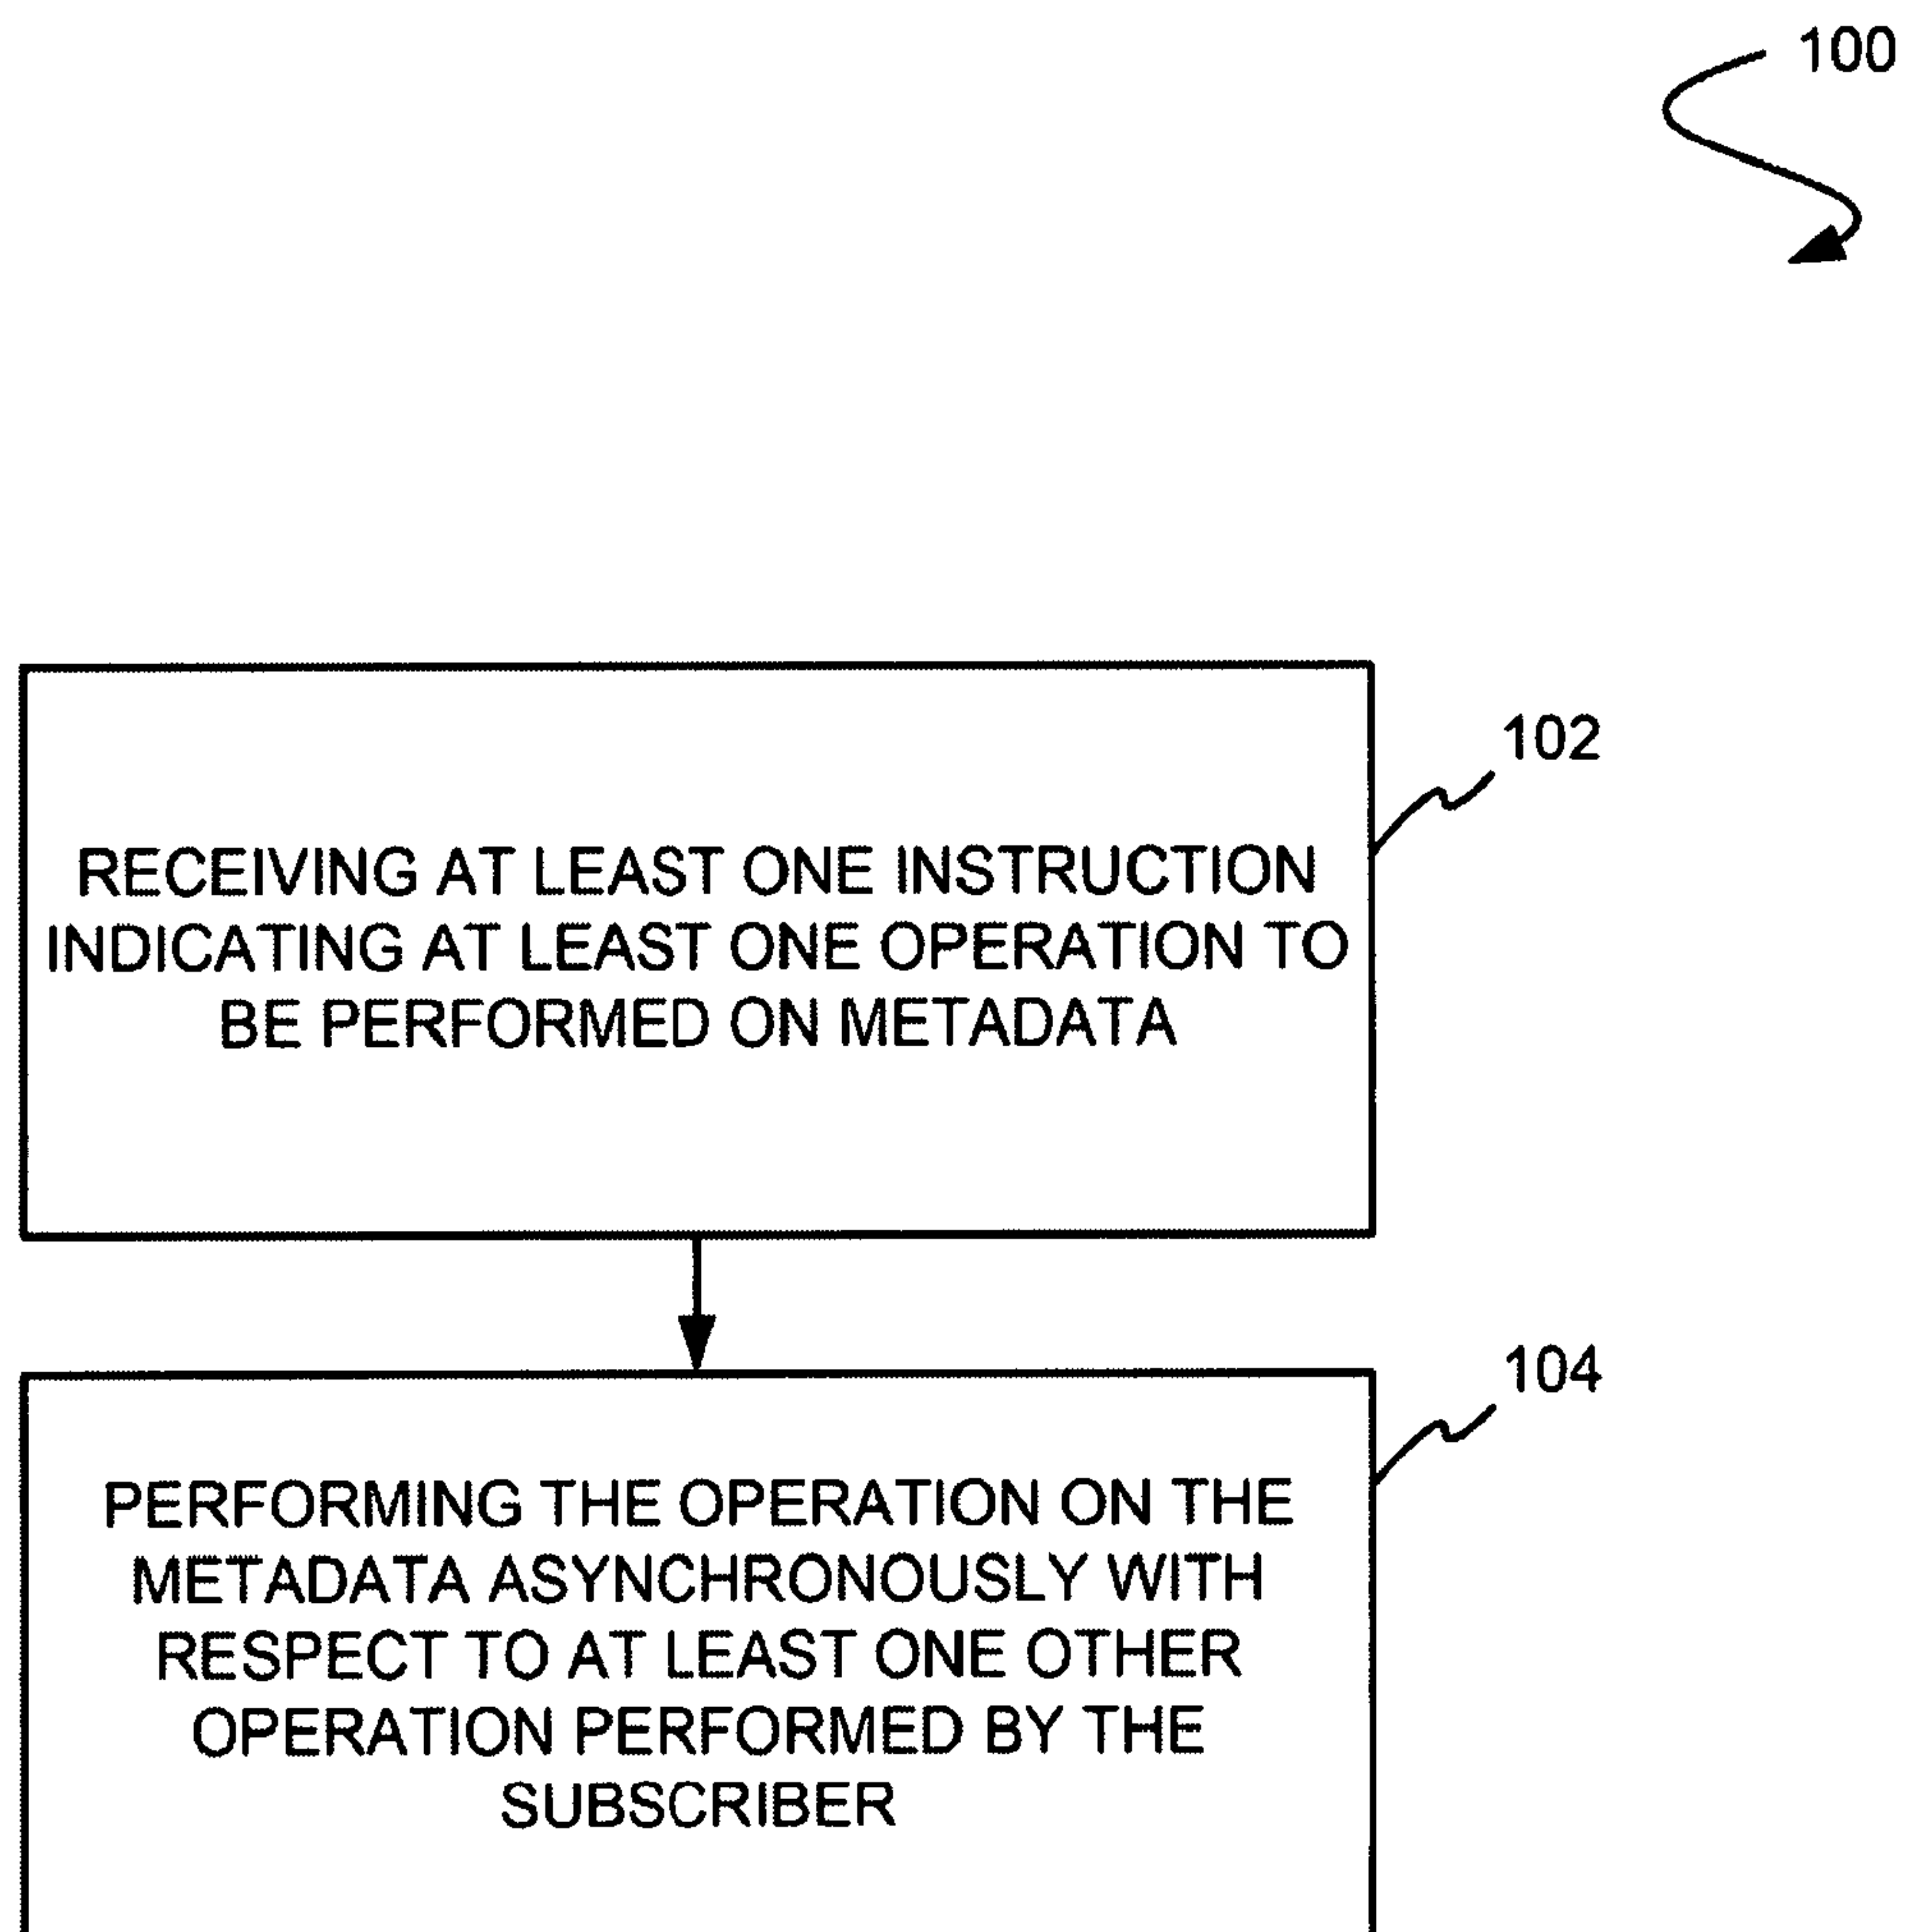 100
102
RECEIVING AT LEAST ONE INSTRUCTION
INDICATING AT LEAST ONE OPERATION TO
BE PERFORMED ON METADATA
104
PERFORMING THE OPERATION ON THE
METADATA ASYNCHRONOUSLY WITH
RESPECT TO AT LEAST ONE OTHER
OPERATION PERFORMED BY THE
SUBSCRIBER